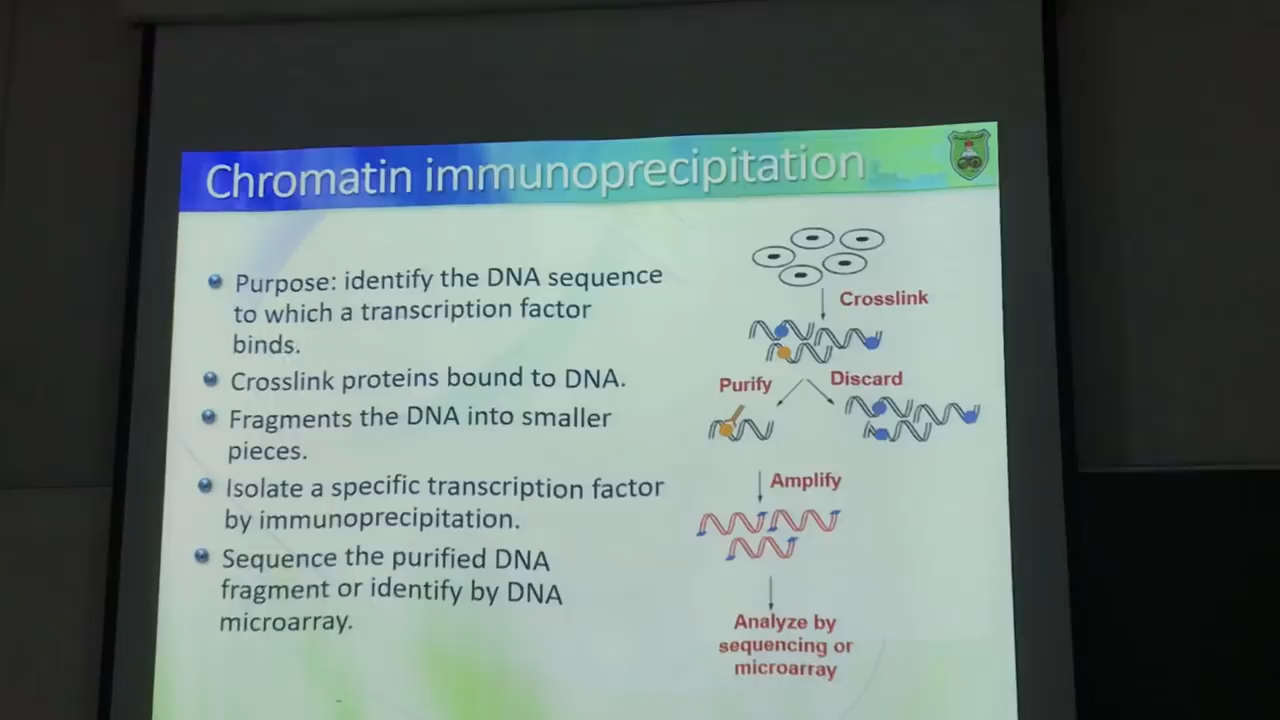 Chromatin immunoprecipitation
Purpose: identify the DNA sequence
to which a transcription factor
binds.
Crosslink proteins bound to DNA.
Fragments the DNA into smaller
pieces.
Isolate a specific transcription factor
by immunoprecipitation.
Sequence the purified DNA
fragment or identify by DNA
microarray.
Crosslink
Purify
Discard
Amplify
Analyze by
sequencing or
microarray